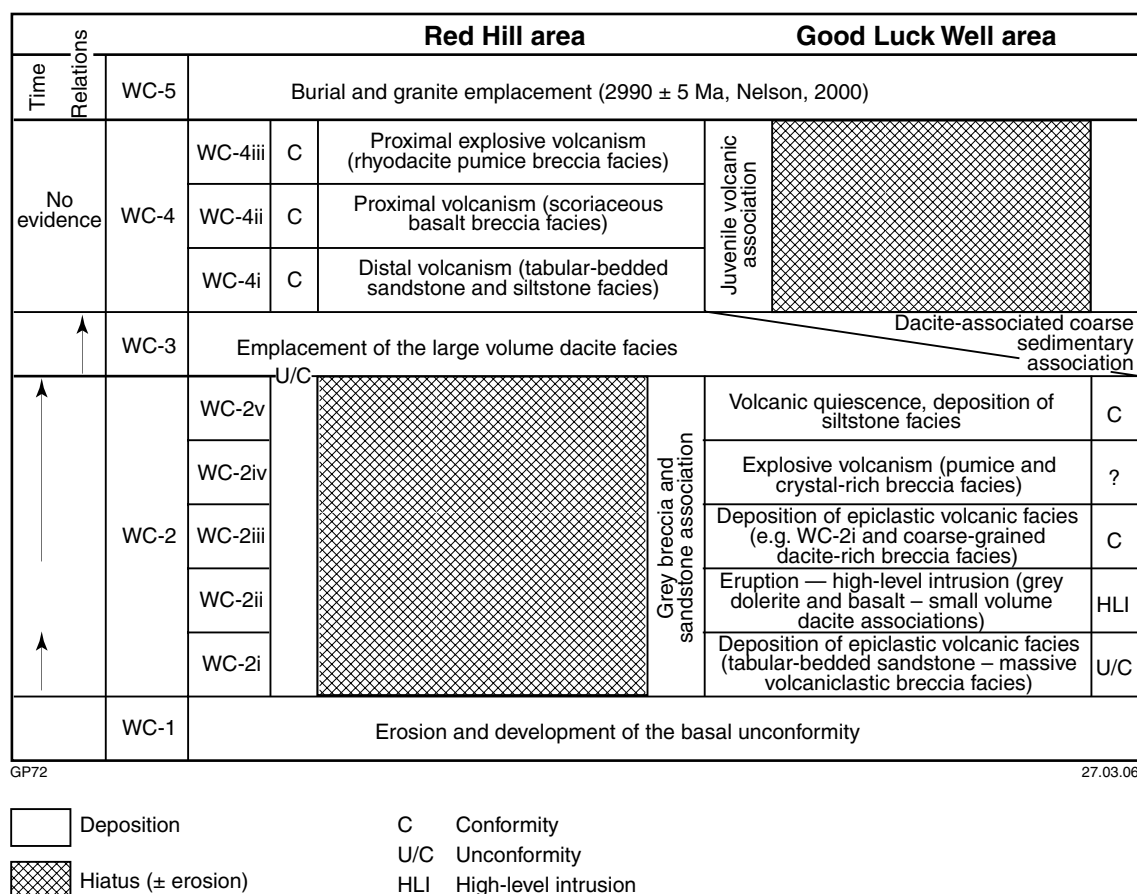 Red Hill area
Good Luck Well area
Time
Relations
WC-5
Burial and granite emplacement (2990 ± 5 Ma, Nelson, 2000)
No
evidence
WC-4
WC-4iii
C
Proximal explosive volcanism
(rhyodacite pumice breccia facies)
WC-4ii
C
Proximal volcanism (scoriaceous
basalt breccia facies)
WC-4i
C
Distal volcanism (tabular-bedded
sandstone and siltstone facies)
Juvenile volcanic
association
WC-3
Emplacement of the large volume dacite facies
Dacite-associated coarse
sedimentary
association
U/C
WC-2
WC-2v
WC-2iv
WC-2iii
WC-2ii
WC-2i
Grey breccia and
sandstone association
Volcanic quiescence, deposition of
siltstone facies
C
Explosive volcanism (pumice and
crystal-rich breccia facies)
?
Deposition of epiclastic volcanic facies
(e.g. WC-2i and coarse-grained
dacite-rich breccia facies)
C
Eruption — high-level intrusion (grey
dolerite and basalt – small volume
dacite associations)
HLI
Deposition of epiclastic volcanic facies
(tabular-bedded sandstone – massive
volcaniclastic breccia facies)
U/C
WC-1
Erosion and development of the basal unconformity
GP72
27.03.06
Deposition
Hiatus (± erosion)
C Conformity
U/C Unconformity
HLI High-level intrusion